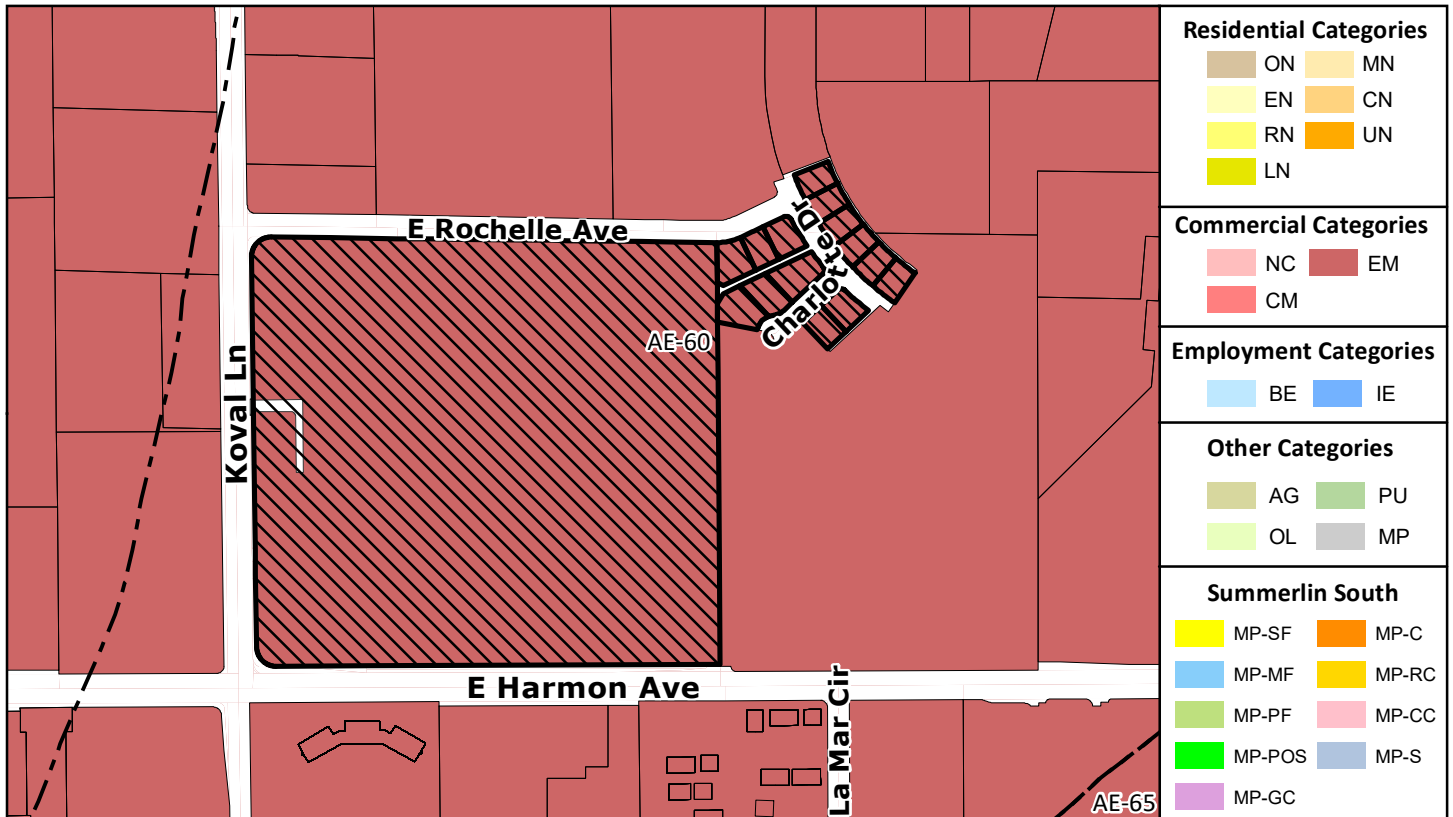 E Rochelle Ave
Charlotte Dr
AE-60
Koval Ln
E Harmon Ave
La Mar Cir
AE-65
Residential Categories
ON MN
EN CN
RN UN
LN
Commercial Categories
NC EM
CM
Employment Categories
BE IE
Other Categories
AG PU
OL MP
Summerlin South
MP-SF MP-C
MP-MF MP-RC
MP-PF MP-CC
MP-POS MP-S
MP-GC